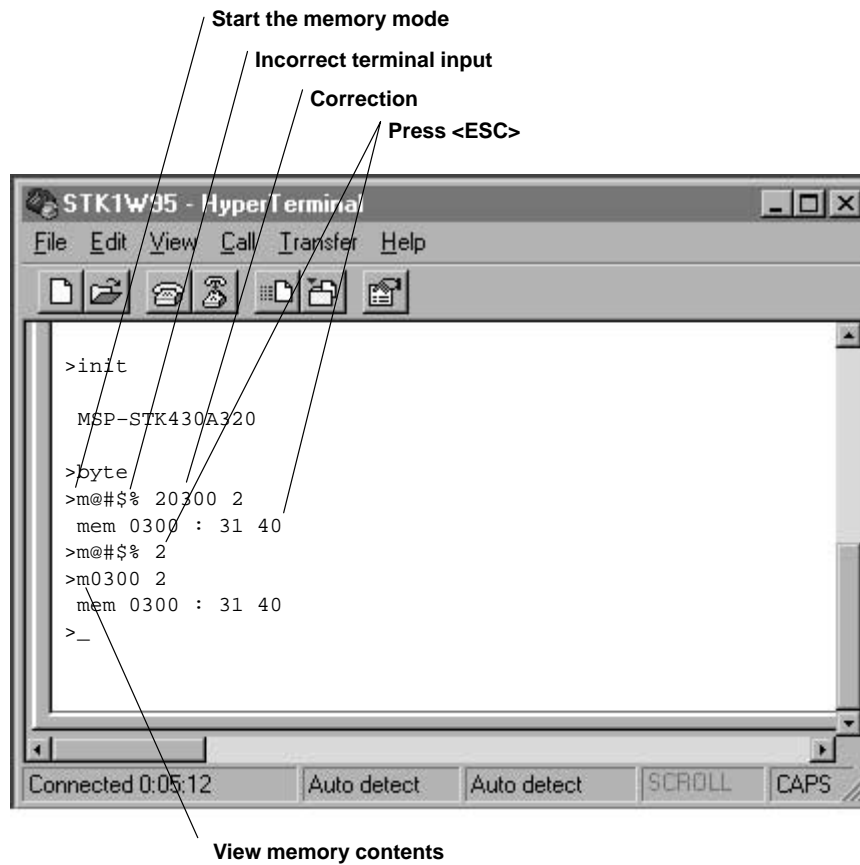 Start the memory mode
Incorrect terminal input
Correction
Press <ESC>
STK1W95 - HyperTerminal
File Edit View Call Transfer Help
>init
MSP-STK430A320
>byte
>m@#$% 20300 2
mem 0300 : 31 40
>m@#$% 2
>m0300 2
mem 0300 : 31 40
>_
Connected 0:05:12 Auto detect Auto detect SCROLL CAPS
View memory contents